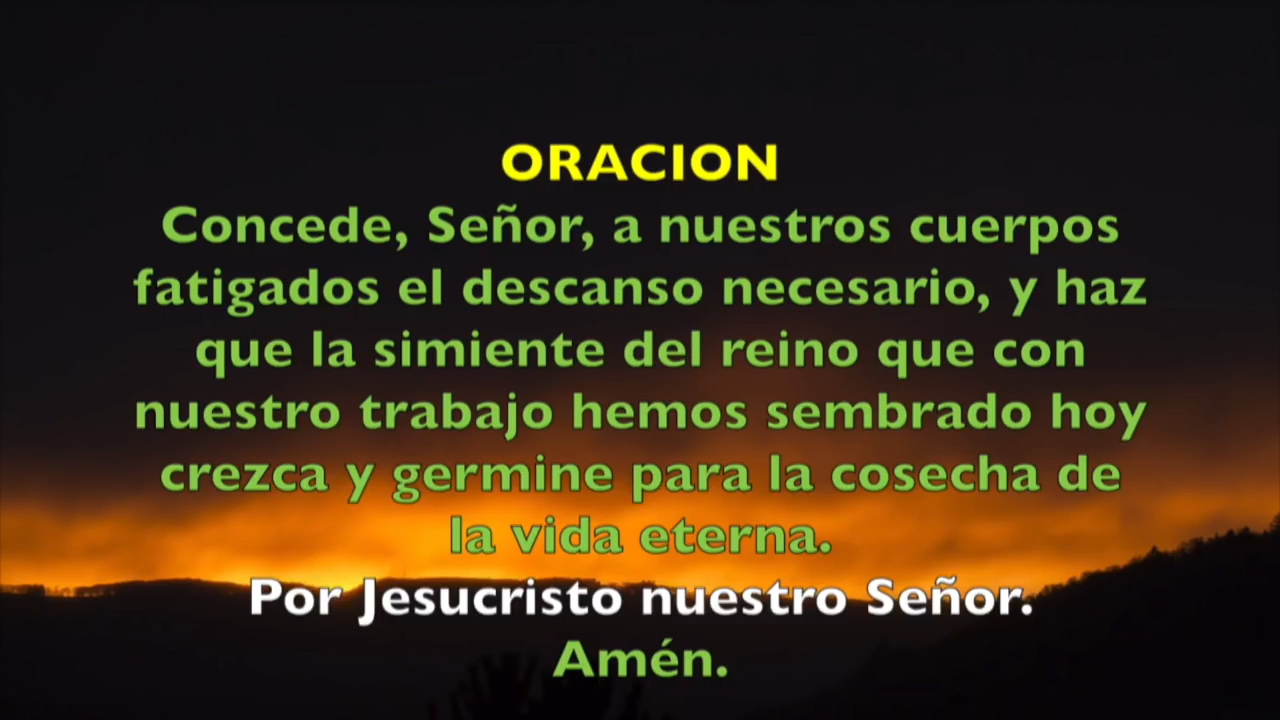 ORACION
Concede, Señor, a nuestros cuerpos
fatigados el descanso necesario, y haz
que la simiente del reino que con
nuestro trabajo hemos sembrado hoy
crezca y germine para la cosecha de
la vida eterna.
Por Jesucristo nuestro Señor.
Amén.